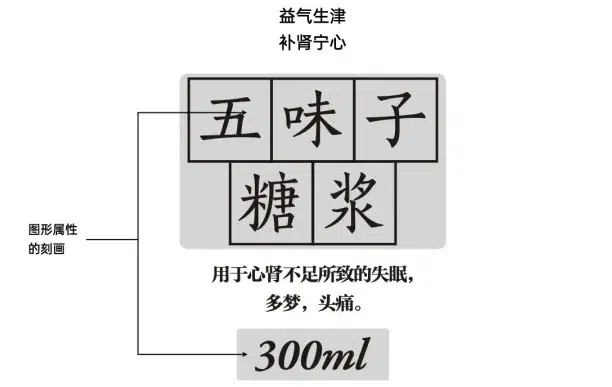 益气生津
补肾宁心
五味子
糖浆
图形属性
的刻画
用于心肾不足所致的失眠，
多梦，头痛。
300ml